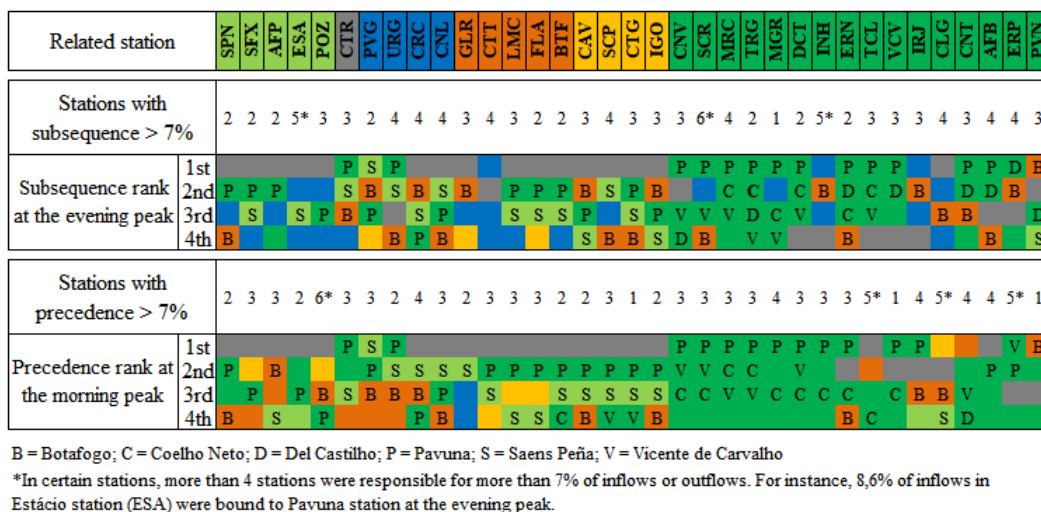 Related station SPN SFX AFP ESA POZ CTR PVG URG CRC CNL GLR CTT LMC FLA BTF CAV SCP CTG IGO CNV SCR MRC TRG MGR DCT INH ERN TCL VCV IRJ CLG CNT AFB ERP PVN
Stations with subsequence > 7% 2 2 2 5* 3 3 2 4 4 4 3 4 3 2 2 3 4 3 3 3 6* 4 2 1 2 5* 2 3 3 3 4 3 4 4 3
Subsequence rank at the evening peak
1st P S P P P P P P P P P P P P D B
2nd P P P S B S B S B P P P B S P B C C C B D C D B D D B
3rd S S P B P S P S S S P S P V V V D C V C V B B D
4th B B P B S B B S D B V V B B S
Stations with precedence > 7% 2 3 3 2 6* 3 3 2 4 3 2 3 3 3 2 2 3 1 2 3 3 3 3 4 3 3 3 5* 1 4 5* 4 4 5* 1
Precedence rank at the morning peak
1st P S P P P P P P P P P P P V B
2nd P B P S S S S P P P P P P P P V V C C V P P
3rd P P B S B B B P S S S S S S C C V V C C C C B B V
4th B S P P B S S C B V V B B C S D
B = Botafogo; C = Coelho Neto; D = Del Castilho; P = Pavuna; S = Saens Peña; V = Vicente de Carvalho
*In certain stations, more than 4 stations were responsible for more than 7% of inflows or outflows. For instance, 8,6% of inflows in
Estácio station (ESA) were bound to Pavuna station at the evening peak.